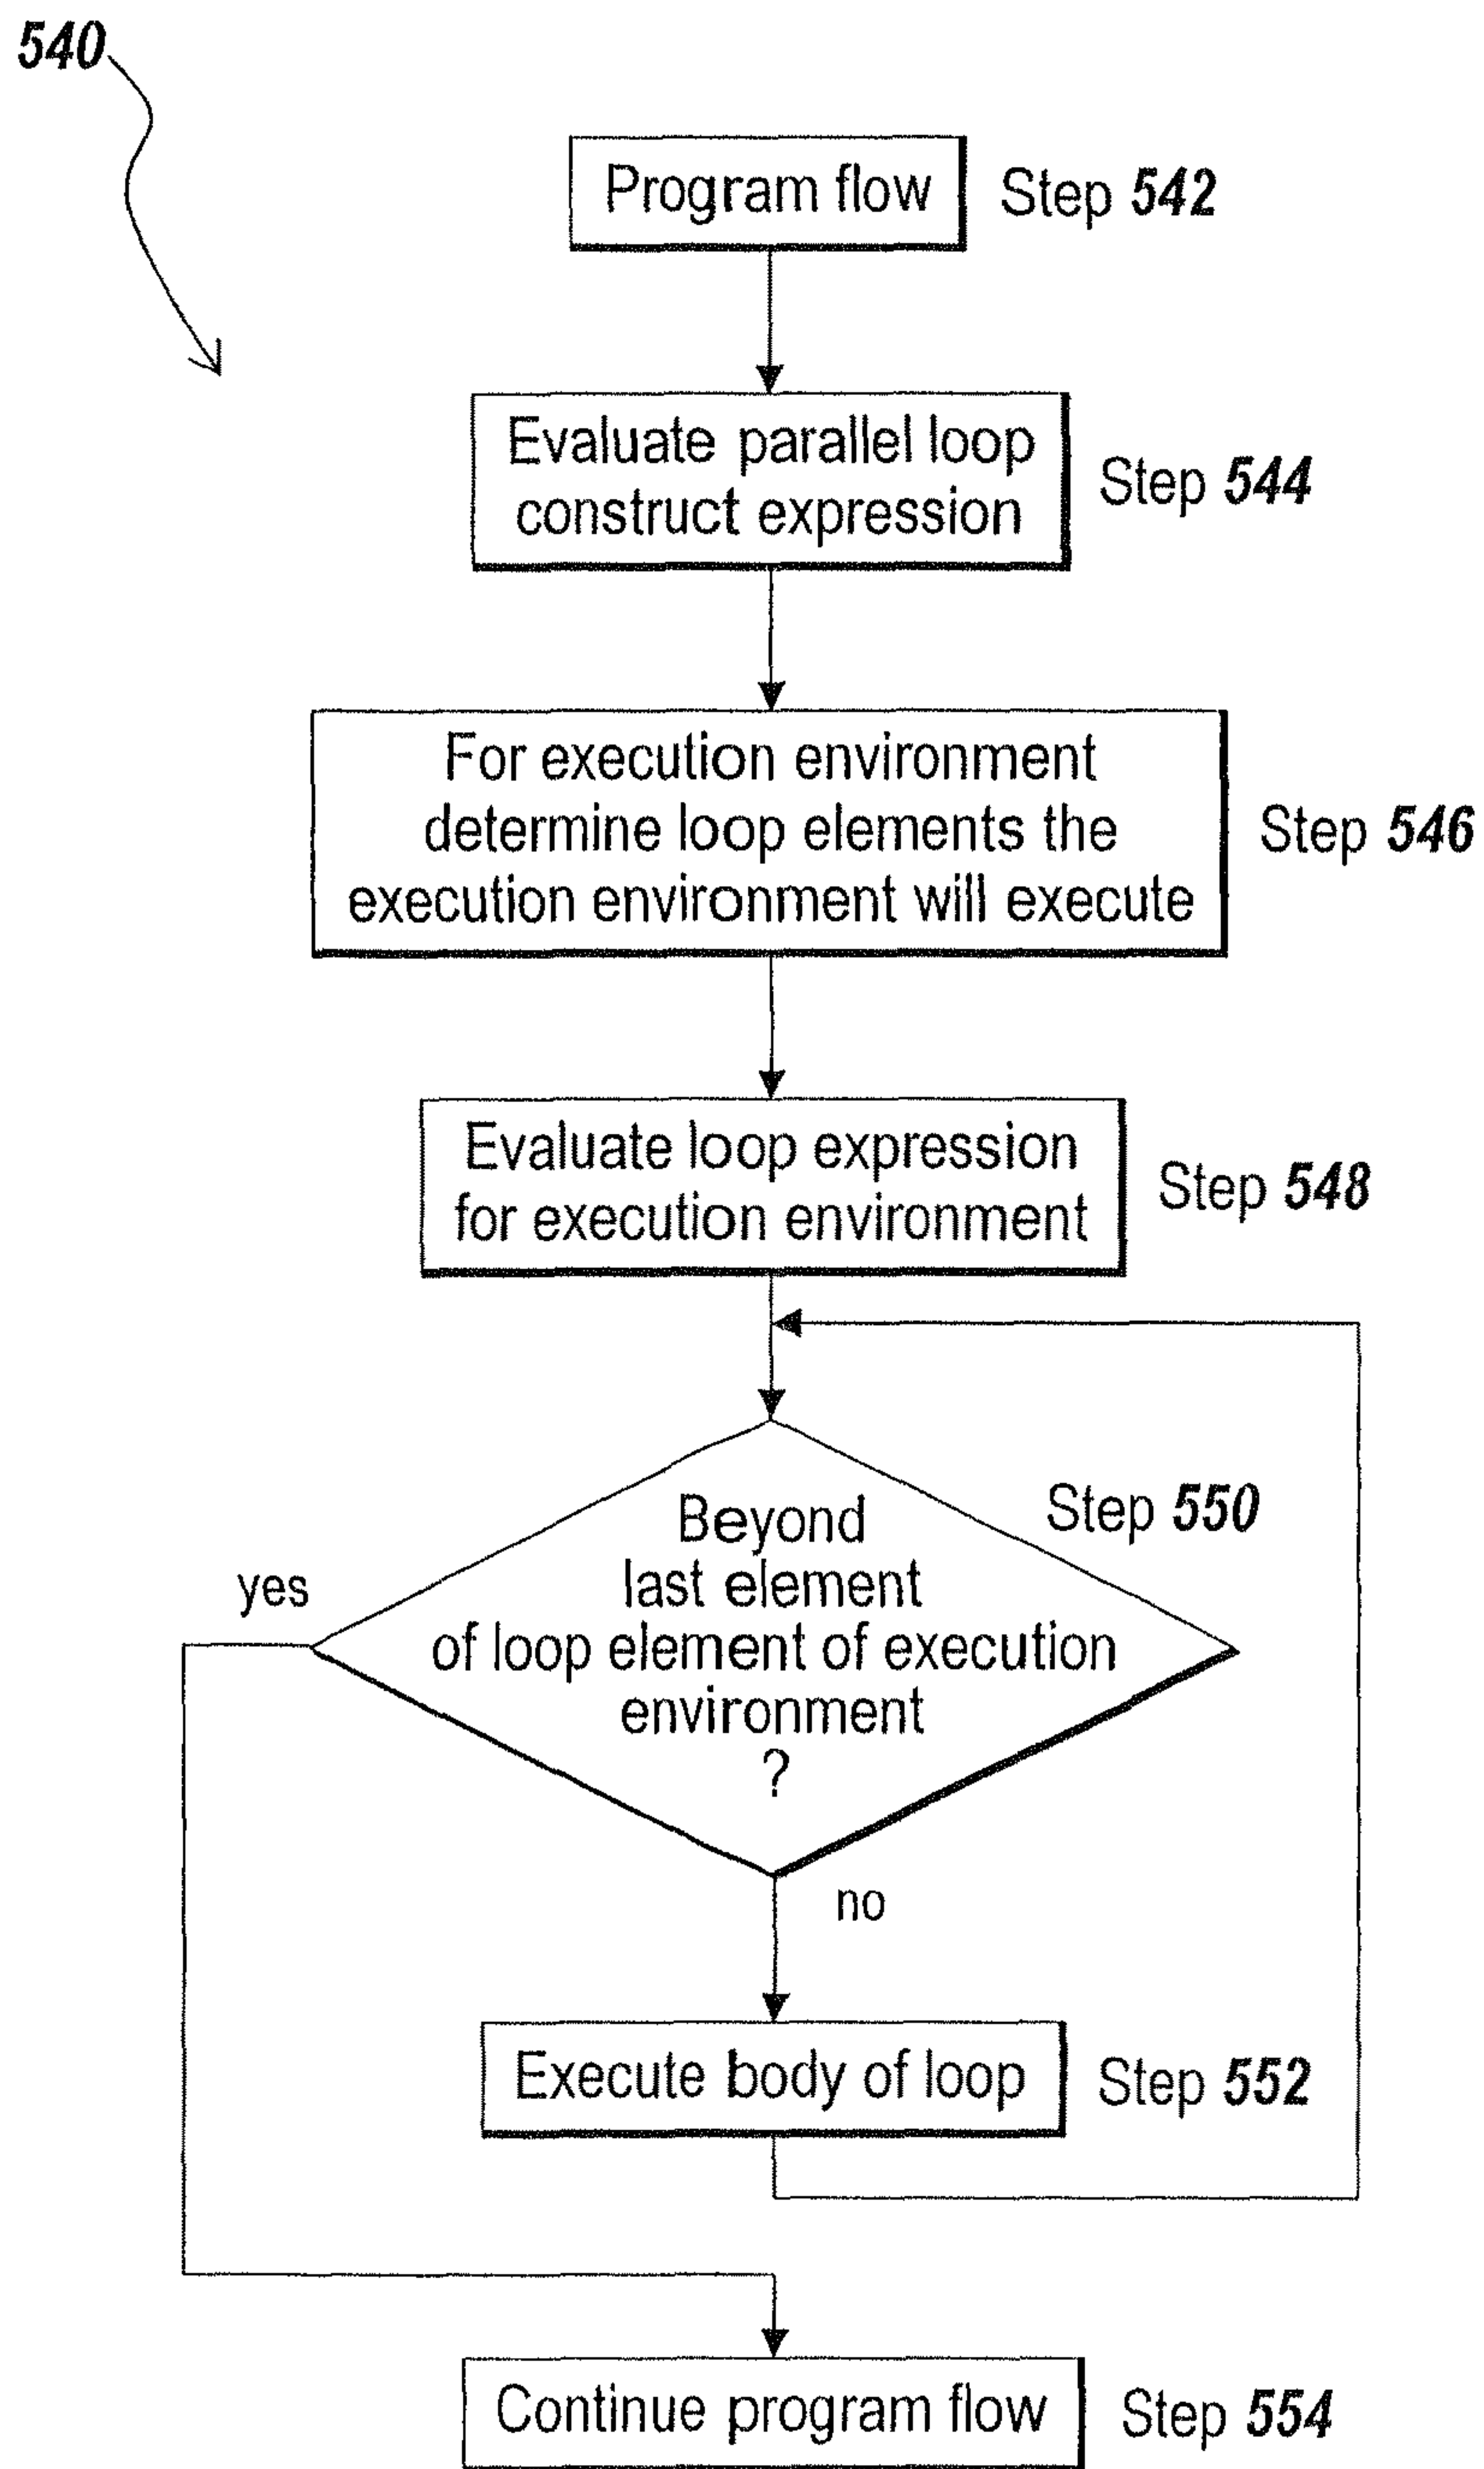 540
Program flow
Step 542
Evaluate parallel loop
construct expression
Step 544
For execution environment
determine loop elements the
execution environment will execute
Step 546
Evaluate loop expression
for execution environment
Step 548
Step 550
Beyond
last element
of loop element of execution
environment
?
yes
no
Execute body of loop
Step 552
Continue program flow
Step 554